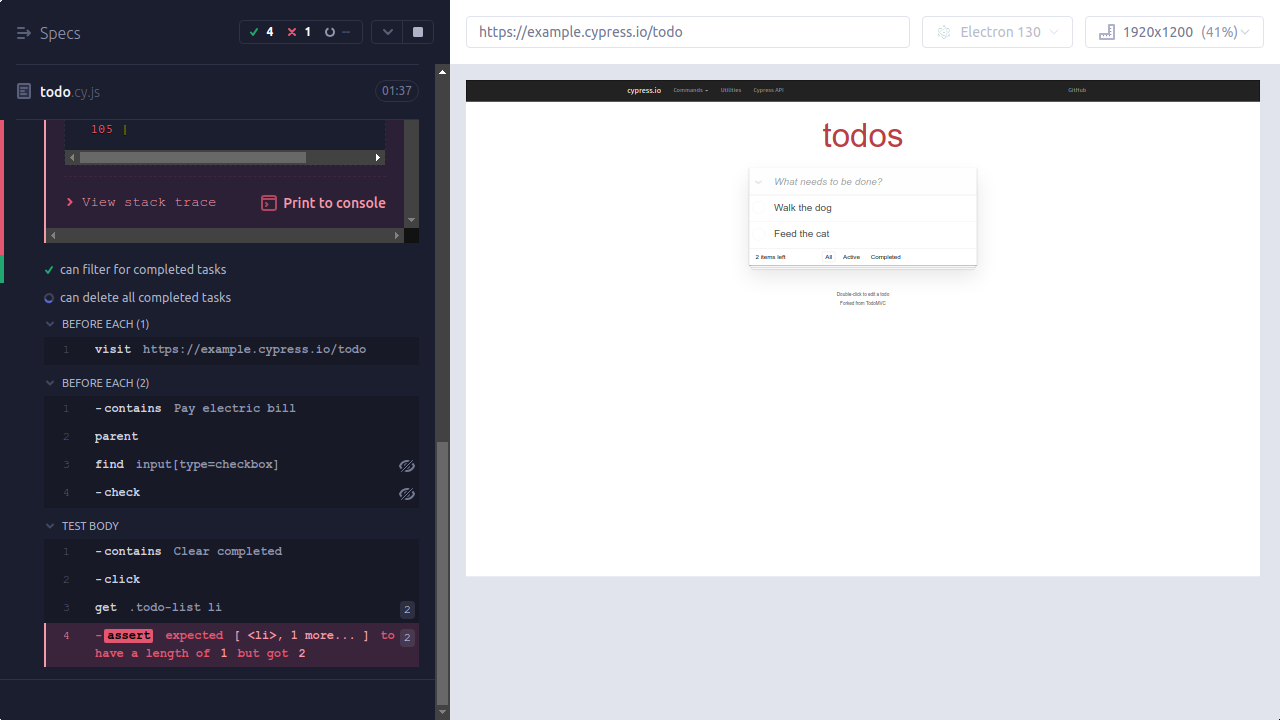 Specs
4 1 --
todo.cy.js 01:37
105 |
View stack trace Print to console
can filter for completed tasks
can delete all completed tasks
BEFORE EACH (1)
1 visit https://example.cypress.io/todo
BEFORE EACH (2)
1 -contains Pay electric bill
2 parent
3 find input[type=checkbox]
4 -check
TEST BODY
1 -contains Clear completed
2 -click
3 get .todo-list li 2
4 -assert expected [ <li>, 1 more... ] to 2
have a length of 1 but got 2
https://example.cypress.io/todo
Electron 130
1920x1200 (41%)
cypress.io Commands Utilities Cypress API GitHub
todos
What needs to be done?
Walk the dog
Feed the cat
2 items left All Active Completed
Double-click to edit a todo
Forked from TodoMVC